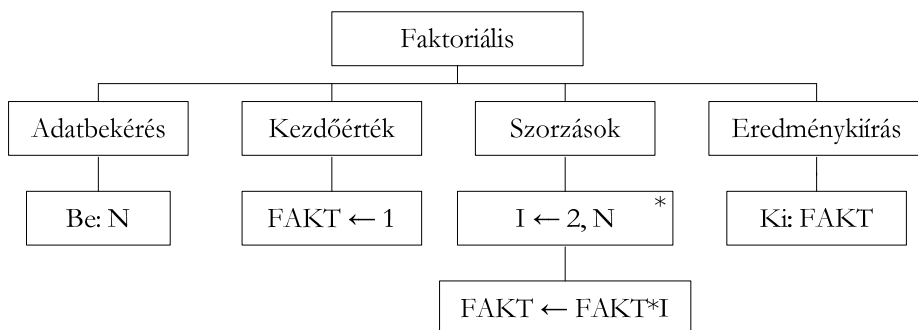 Faktoriális
Adatbekérés
Kezdőérték
Szorzások
Eredménykiírás
Be: N
FAKT ← 1
I ← 2, N *
Ki: FAKT
FAKT ← FAKT*I